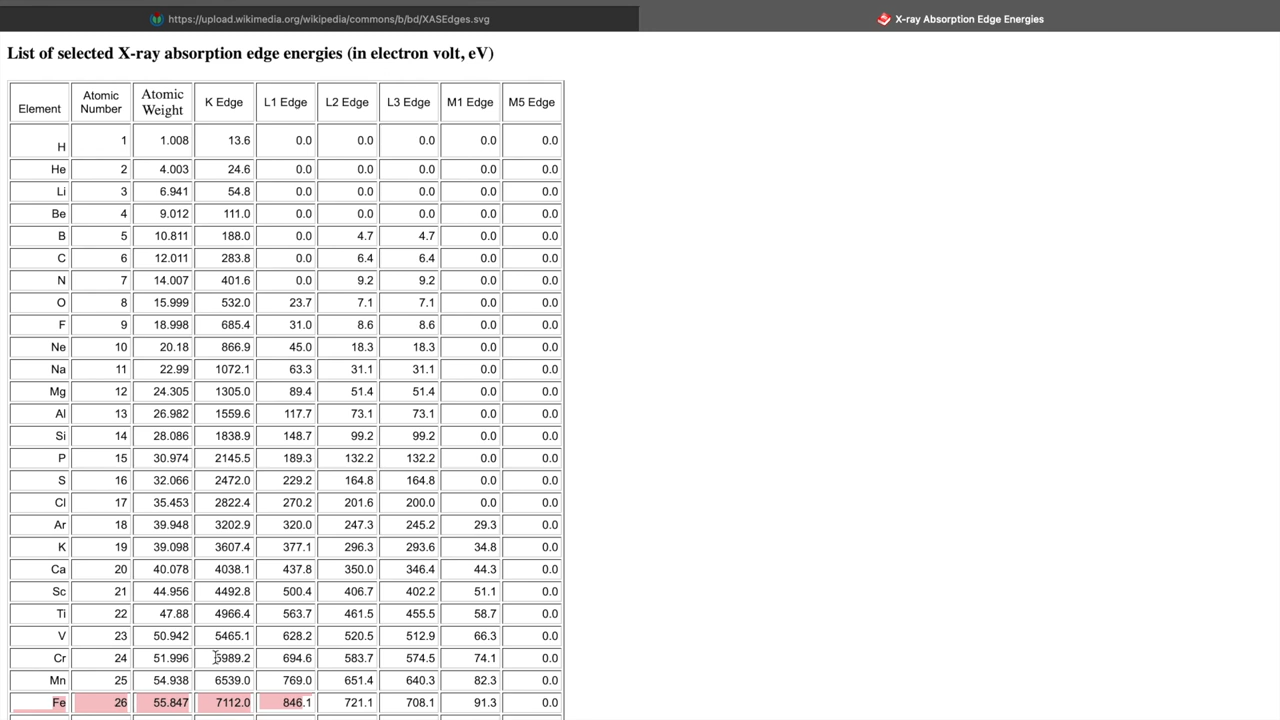 https://upload.wikimedia.org/wikipedia/commons/b/bd/XASEdges.svg
X-ray Absorption Edge Energies
List of selected X-ray absorption edge energies (in electron volt, eV)
Element Atomic Number Atomic Weight K Edge L1 Edge L2 Edge L3 Edge M1 Edge M5 Edge
H 1 1.008 13.6 0.0 0.0 0.0 0.0 0.0
He 2 4.003 24.6 0.0 0.0 0.0 0.0 0.0
Li 3 6.941 54.8 0.0 0.0 0.0 0.0 0.0
Be 4 9.012 111.0 0.0 0.0 0.0 0.0 0.0
B 5 10.811 188.0 0.0 4.7 4.7 0.0 0.0
C 6 12.011 283.8 0.0 6.4 6.4 0.0 0.0
N 7 14.007 401.6 0.0 9.2 9.2 0.0 0.0
O 8 15.999 532.0 23.7 7.1 7.1 0.0 0.0
F 9 18.998 685.4 31.0 8.6 8.6 0.0 0.0
Ne 10 20.18 866.9 45.0 18.3 18.3 0.0 0.0
Na 11 22.99 1072.1 63.3 31.1 31.1 0.0 0.0
Mg 12 24.305 1305.0 89.4 51.4 51.4 0.0 0.0
Al 13 26.982 1559.6 117.7 73.1 73.1 0.0 0.0
Si 14 28.086 1838.9 148.7 99.2 99.2 0.0 0.0
P 15 30.974 2145.5 189.3 132.2 132.2 0.0 0.0
S 16 32.066 2472.0 229.2 164.8 164.8 0.0 0.0
Cl 17 35.453 2822.4 270.2 201.6 200.0 0.0 0.0
Ar 18 39.948 3202.9 320.0 247.3 245.2 29.3 0.0
K 19 39.098 3607.4 377.1 296.3 293.6 34.8 0.0
Ca 20 40.078 4038.1 437.8 350.0 346.4 44.3 0.0
Sc 21 44.956 4492.8 500.4 406.7 402.2 51.1 0.0
Ti 22 47.88 4966.4 563.7 461.5 455.5 58.7 0.0
V 23 50.942 5465.1 628.2 520.5 512.9 66.3 0.0
Cr 24 51.996 5989.2 694.6 583.7 574.5 74.1 0.0
Mn 25 54.938 6539.0 769.0 651.4 640.3 82.3 0.0
Fe 26 55.847 7112.0 846.1 721.1 708.1 91.3 0.0